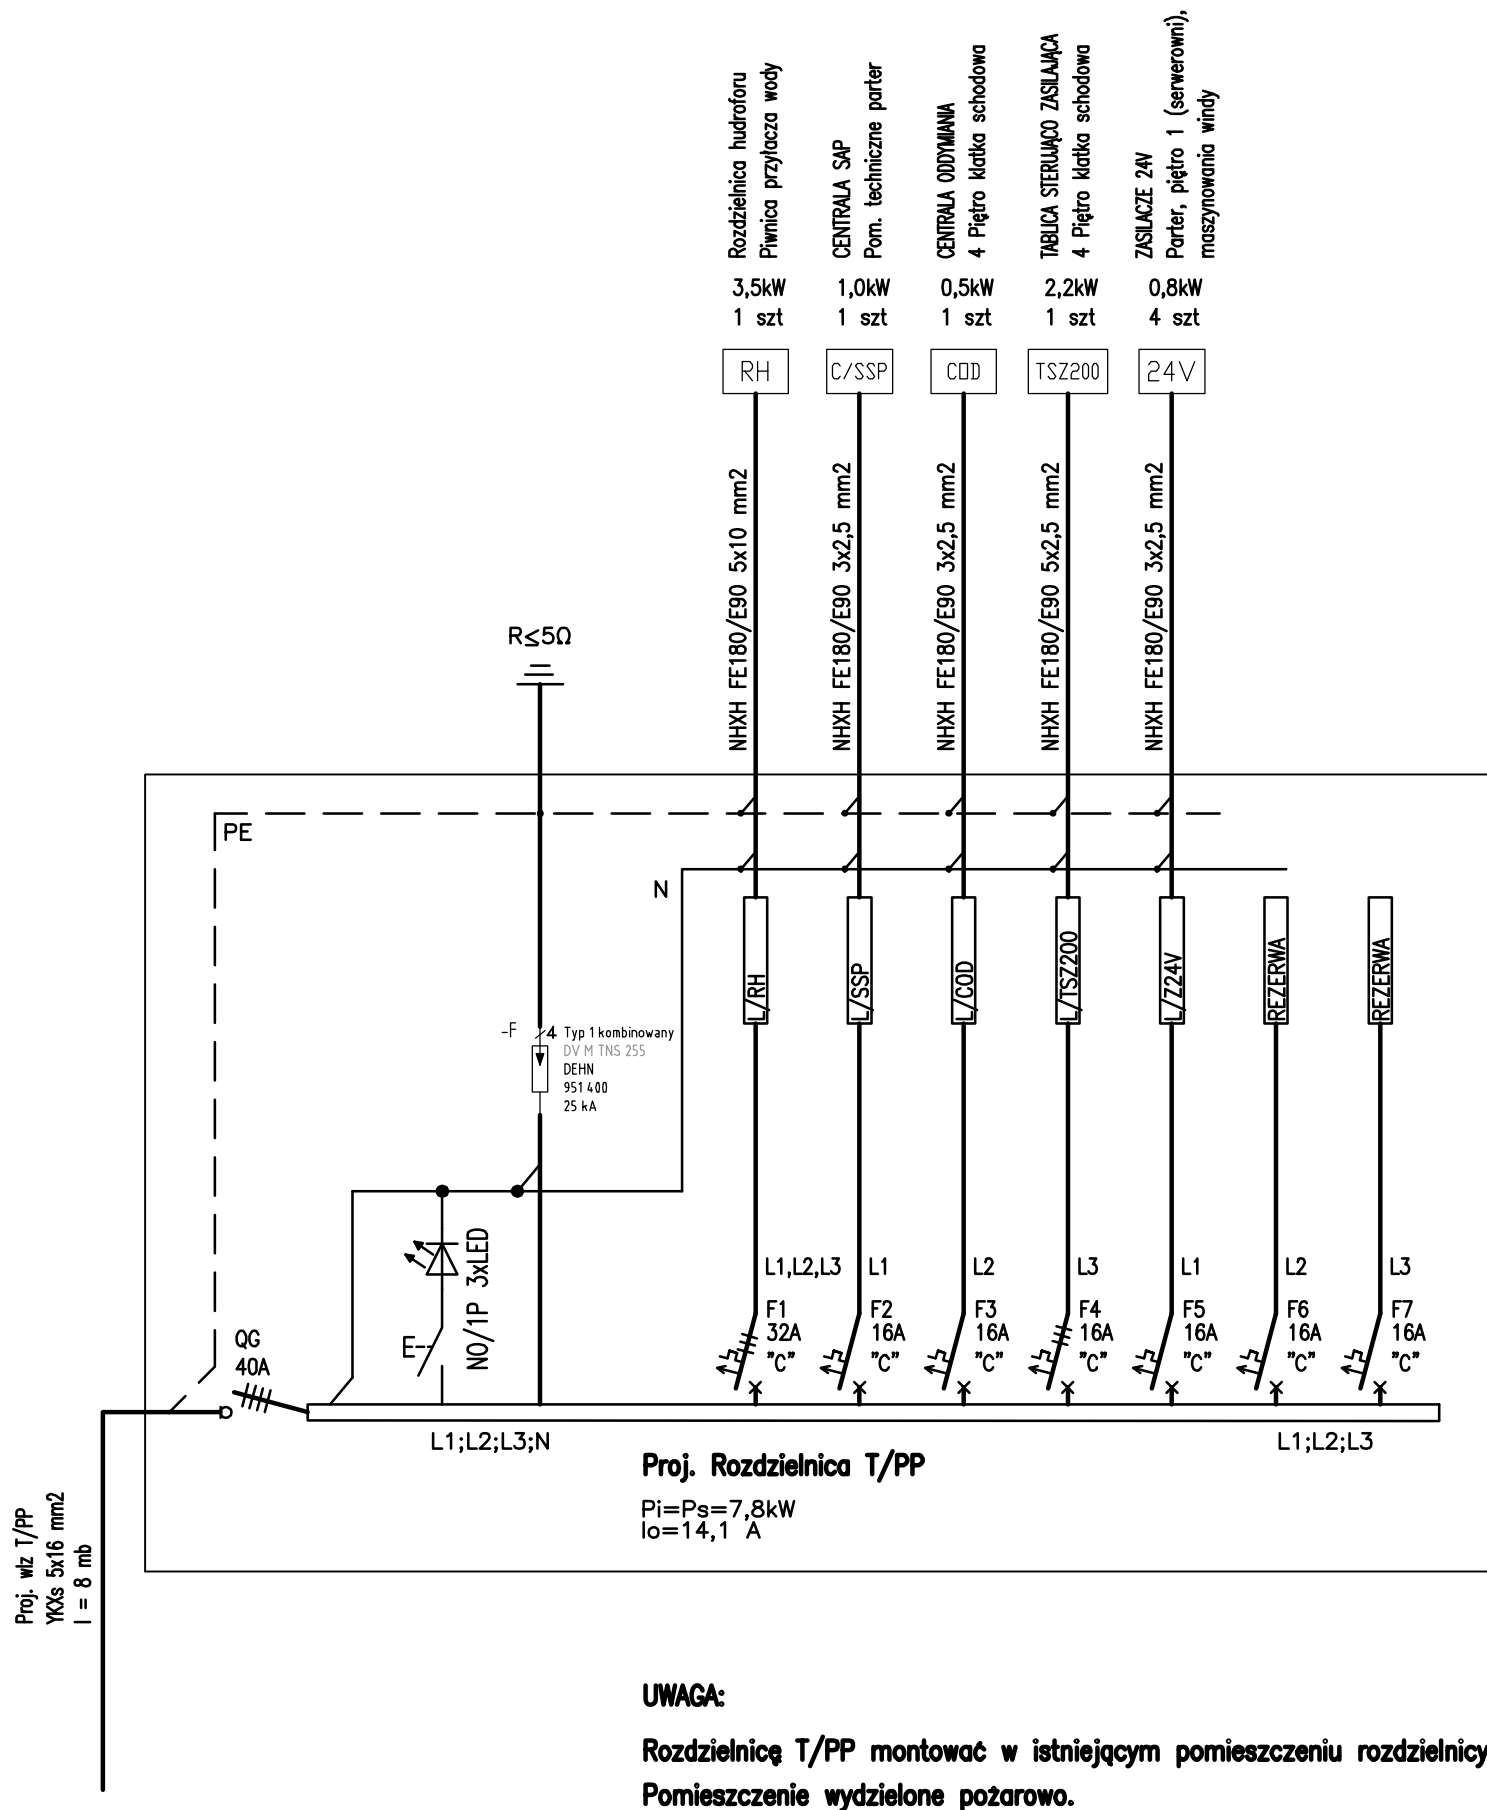 Rozdzielnica hudroforu
Piwnica przyłącza wody
CENTRALA SAP
Pom. techniczne parter
CENTRALA ODDYMIANIA
4 Piętro klatka schodowa
TABLICA STERUJĄCO ZASILAJĄCA
4 Piętro klatka schodowa
ZASILACZE 24V
Parter, piętro 1 (serwerowni),
maszynowania windy
3,5kW
1 szt
1,0kW
1 szt
0,5kW
1 szt
2,2kW
1 szt
0,8kW
4 szt
RH
C/SSP
COD
TSZ200
24V
NHXH FE180/E90 5x10 mm2
NHXH FE180/E90 3x2,5 mm2
NHXH FE180/E90 3x2,5 mm2
NHXH FE180/E90 5x2,5 mm2
NHXH FE180/E90 3x2,5 mm2
R≤5Ω
PE
N
L/RH
L/SSP
L/COD
L/TSZ200
L/Z24V
REZERWA
REZERWA
-F
4
Typ 1 kombinowany
DV M TNS 255
DEHN
951 400
25 kA
NO/1P 3xLED
E--
QG
40A
L1,L2,L3
F1
32A
"C"
L1
F2
16A
"C"
L2
F3
16A
"C"
L3
F4
16A
"C"
L1
F5
16A
"C"
L2
F6
16A
"C"
L3
F7
16A
"C"
L1;L2;L3;N
L1;L2;L3
Proj. Rozdzielnica T/PP
Pi=Ps=7,8kW
Io=14,1 A
Proj. wlz T/PP
YKXs 5x16 mm2
l = 8 mb
UWAGA:
Rozdzielnicę T/PP montować w istniejącym pomieszczeniu rozdzielnicy
Pomieszczenie wydzielone pożarowo.